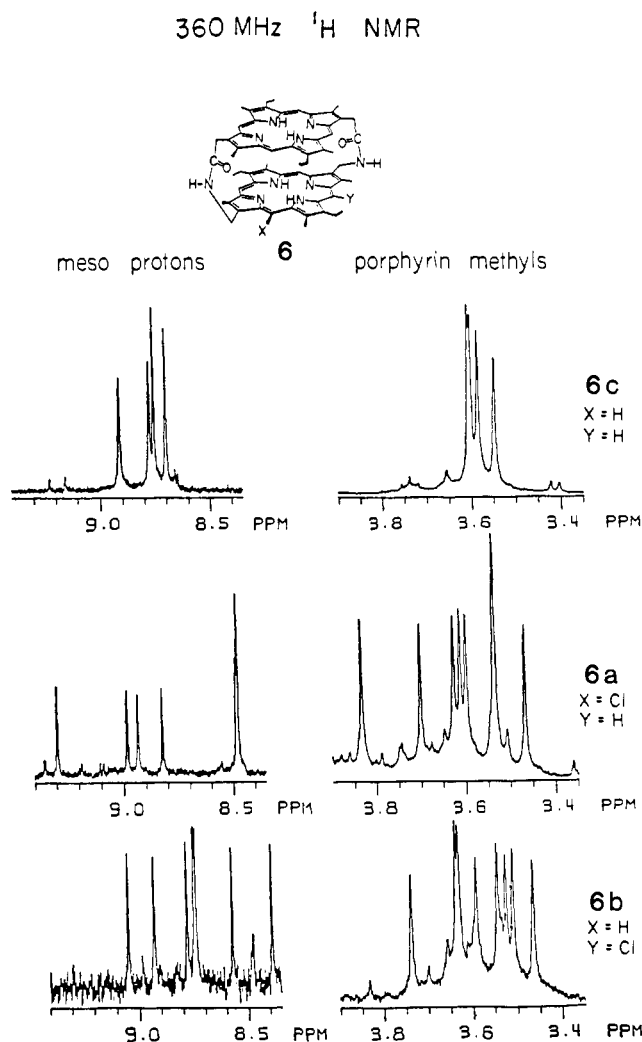 360 MHz ¹H NMR
NH N
N HN
C=O
O=C
N-H
H-N
NH N
N HN
Y
X
6
meso protons
porphyrin methyls
6c
X = H
Y = H
9.0 8.5 PPM
3.8 3.6 3.4 PPM
6a
X = Cl
Y = H
9.0 8.5 PPM
3.8 3.6 3.4 PPM
6b
X = H
Y = Cl
9.0 8.5 PPM
3.8 3.6 3.4 PPM